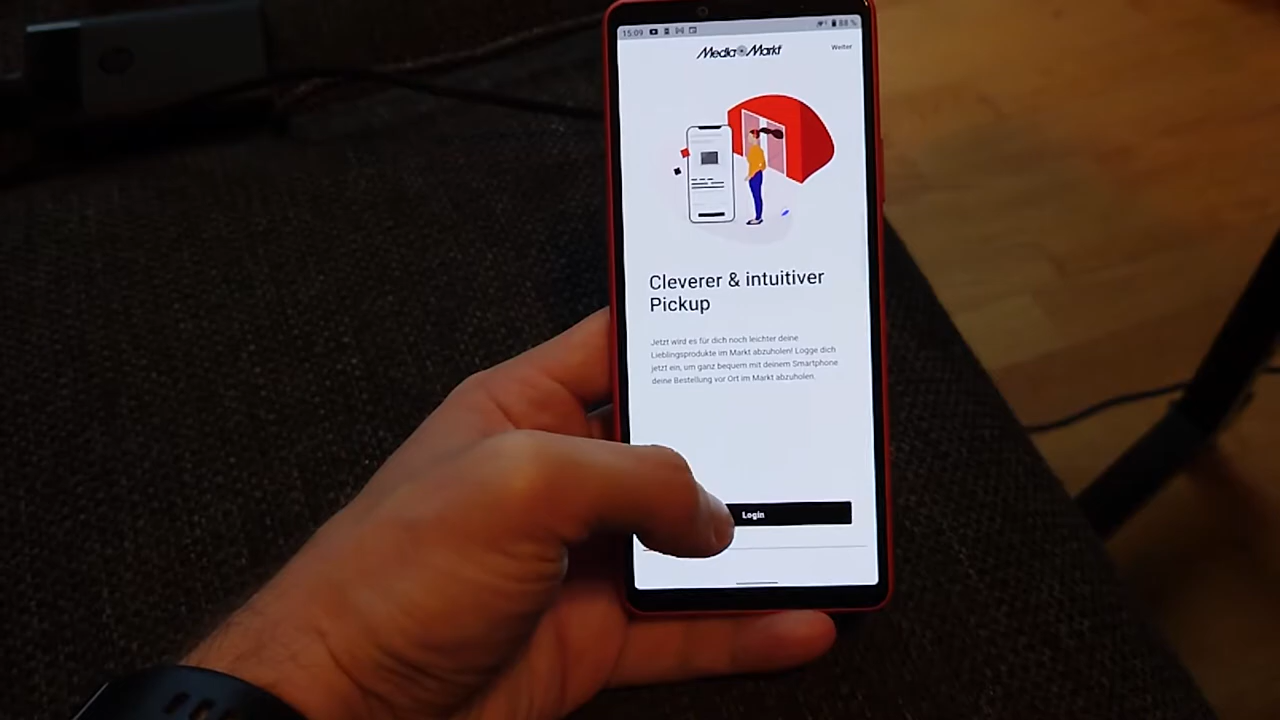 15:09
88 %
MediaMarkt
Weiter
Cleverer & intuitiver
Pickup
Jetzt wird es für dich noch leichter deine
Lieblingsprodukte im Markt abzuholen! Logge dich
jetzt ein, um ganz bequem mit deinem Smartphone
deine Bestellung vor Ort im Markt abzuholen.
Login